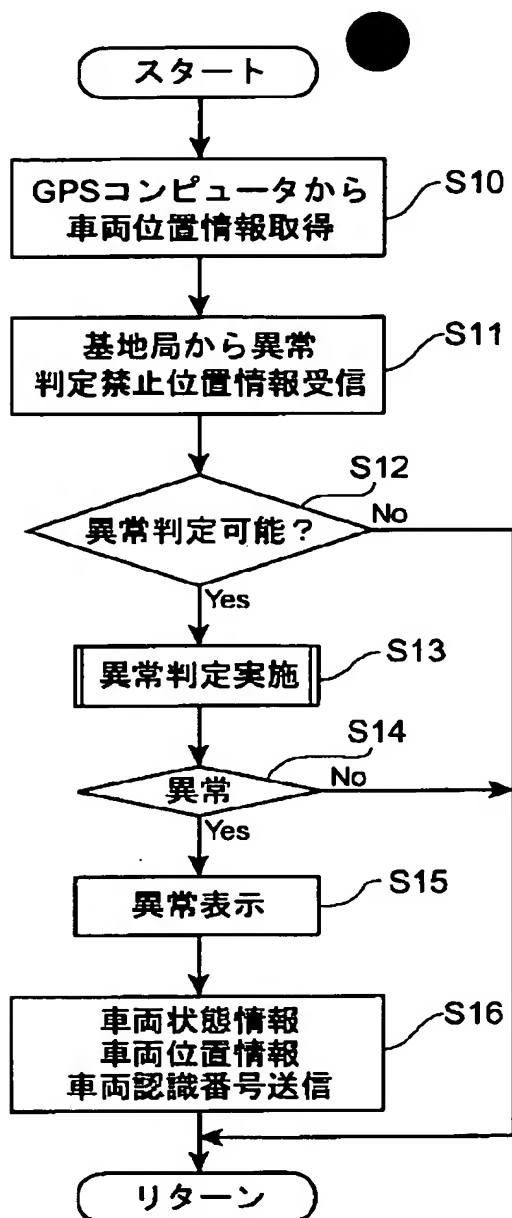 スタート
GPSコンピュータから
車両位置情報取得
S10
基地局から異常
判定禁止位置情報受信
S11
S12
異常判定可能？
No
Yes
異常判定実施
S13
S14
異常
No
Yes
異常表示
S15
車両状態情報
車両位置情報
車両認識番号送信
S16
リターン